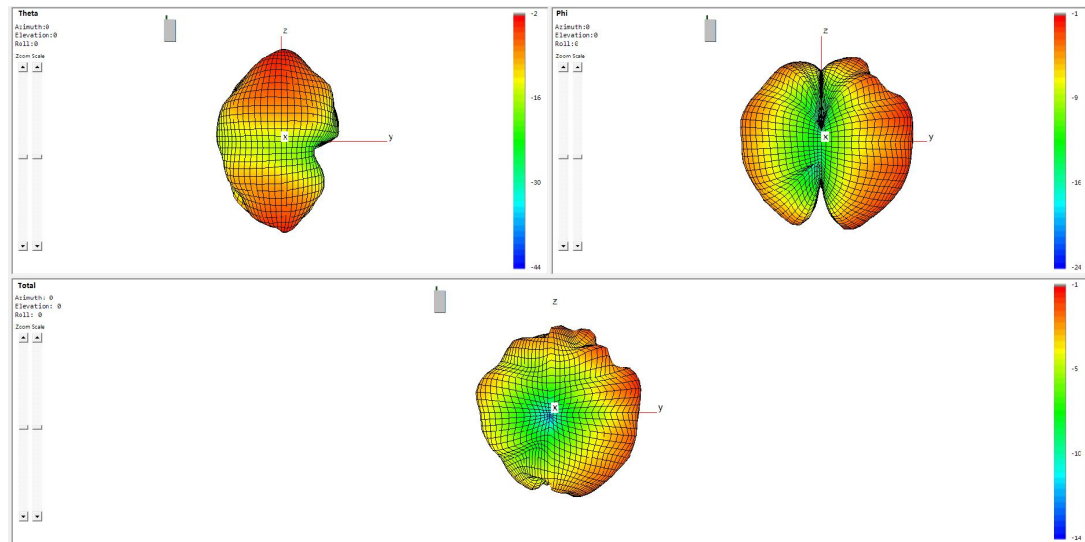 Theta
Azimuth:0
Elevation:0
Roll:0
Zoom Scale
z
x
y
-2
-16
-30
-44
Phi
Azimuth:0
Elevation:0
Roll:0
Zoom Scale
z
x
y
-1
-9
-16
-24
Total
Azimuth: 0
Elevation: 0
Roll: 0
Zoom Scale
z
x
y
-1
-5
-10
-14